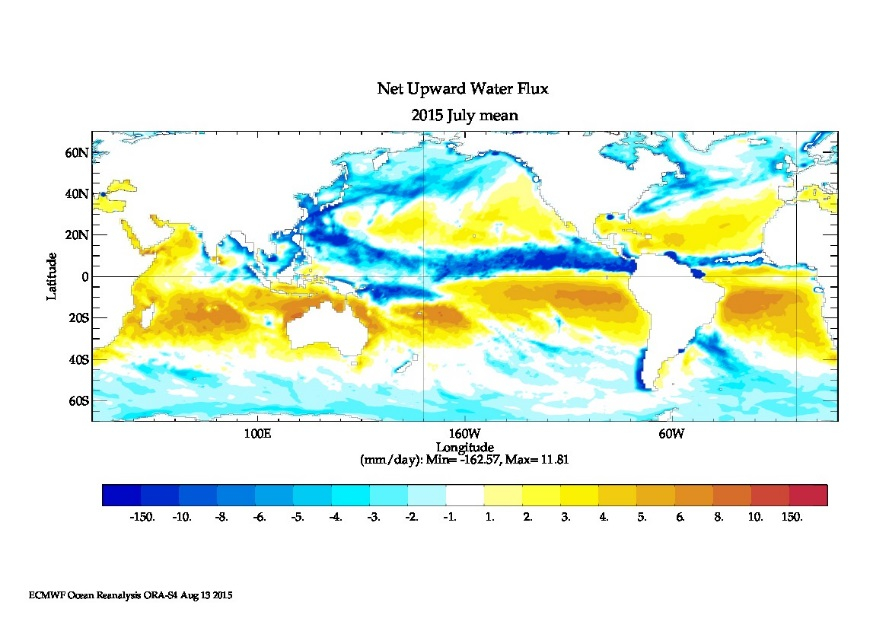 Net Upward Water Flux
2015 July mean
60N
40N
20N
0
20S
40S
60S
Latitude
100E 160W 60W
Longitude
(mm/day): Min= -162.57, Max= 11.81
-150. -10. -8. -6. -5. -4. -3. -2. -1. 1. 2. 3. 4. 5. 6. 8. 10. 150.
ECMWF Ocean Reanalysis ORA-S4 Aug 13 2015